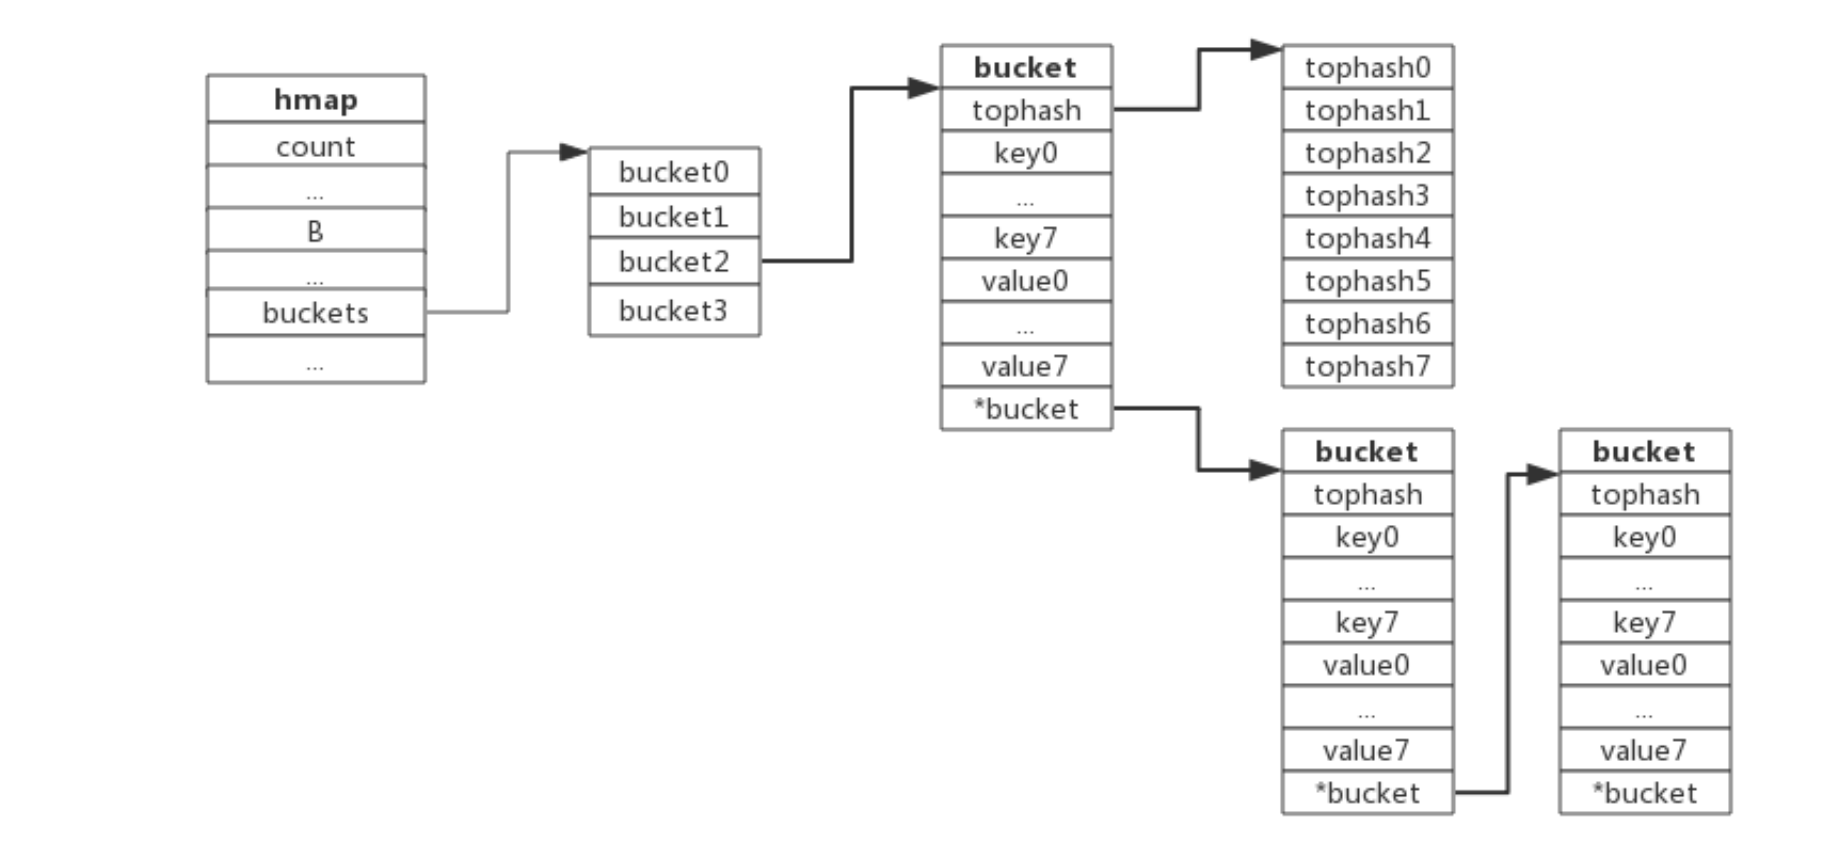 hmap
count
...
B
...
buckets
...
bucket0
bucket1
bucket2
bucket3
bucket
tophash
key0
...
key7
value0
...
value7
*bucket
tophash0
tophash1
tophash2
tophash3
tophash4
tophash5
tophash6
tophash7
bucket
tophash
key0
...
key7
value0
...
value7
*bucket
bucket
tophash
key0
...
key7
value0
...
value7
*bucket